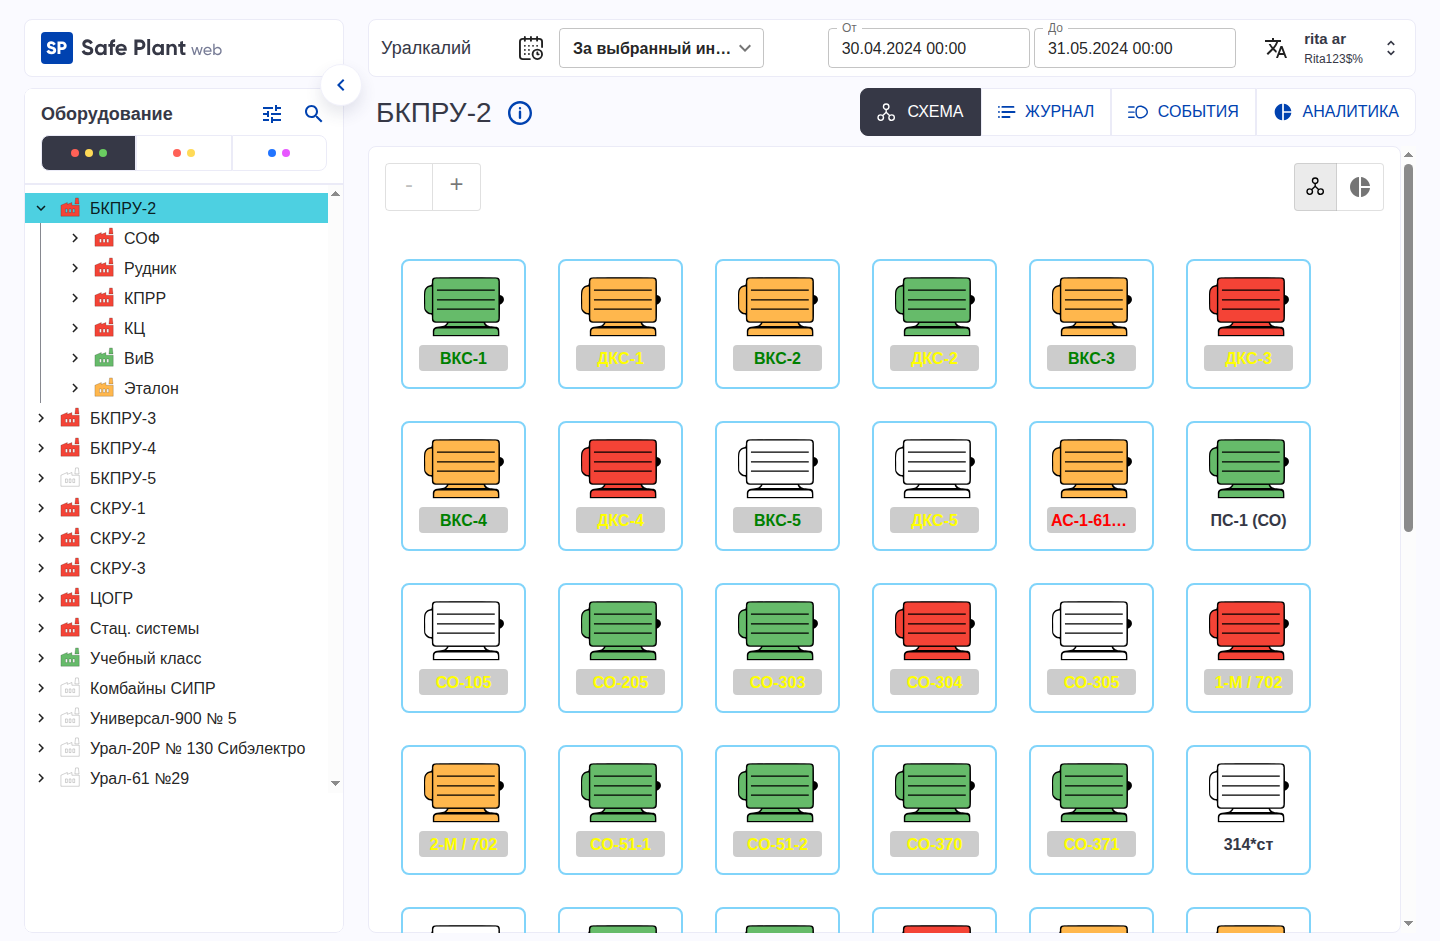 SP Safe Plant web
Уралкалий
За выбранный ин...
От
30.04.2024 00:00
До
31.05.2024 00:00
rita ar
Rita123$%
Оборудование
БКПРУ-2
СОФ
Рудник
КПРР
КЦ
ВиВ
Эталон
БКПРУ-3
БКПРУ-4
БКПРУ-5
СКРУ-1
СКРУ-2
СКРУ-3
ЦОГР
Стац. системы
Учебный класс
Комбайны СИПР
Универсал-900 № 5
Урал-20Р № 130 Сибэлектро
Урал-61 №29
БКПРУ-2
СХЕМА
ЖУРНАЛ
СОБЫТИЯ
АНАЛИТИКА
- +
ВКС-1
ДКС-1
ВКС-2
ДКС-2
ВКС-3
ДКС-3
ВКС-4
ДКС-4
ВКС-5
ДКС-5
АС-1-61...
ПС-1 (СО)
СО-105
СО-205
СО-303
СО-304
СО-305
1-М / 702
2-М / 702
СО-51-1
СО-51-2
СО-370
СО-371
314*ст